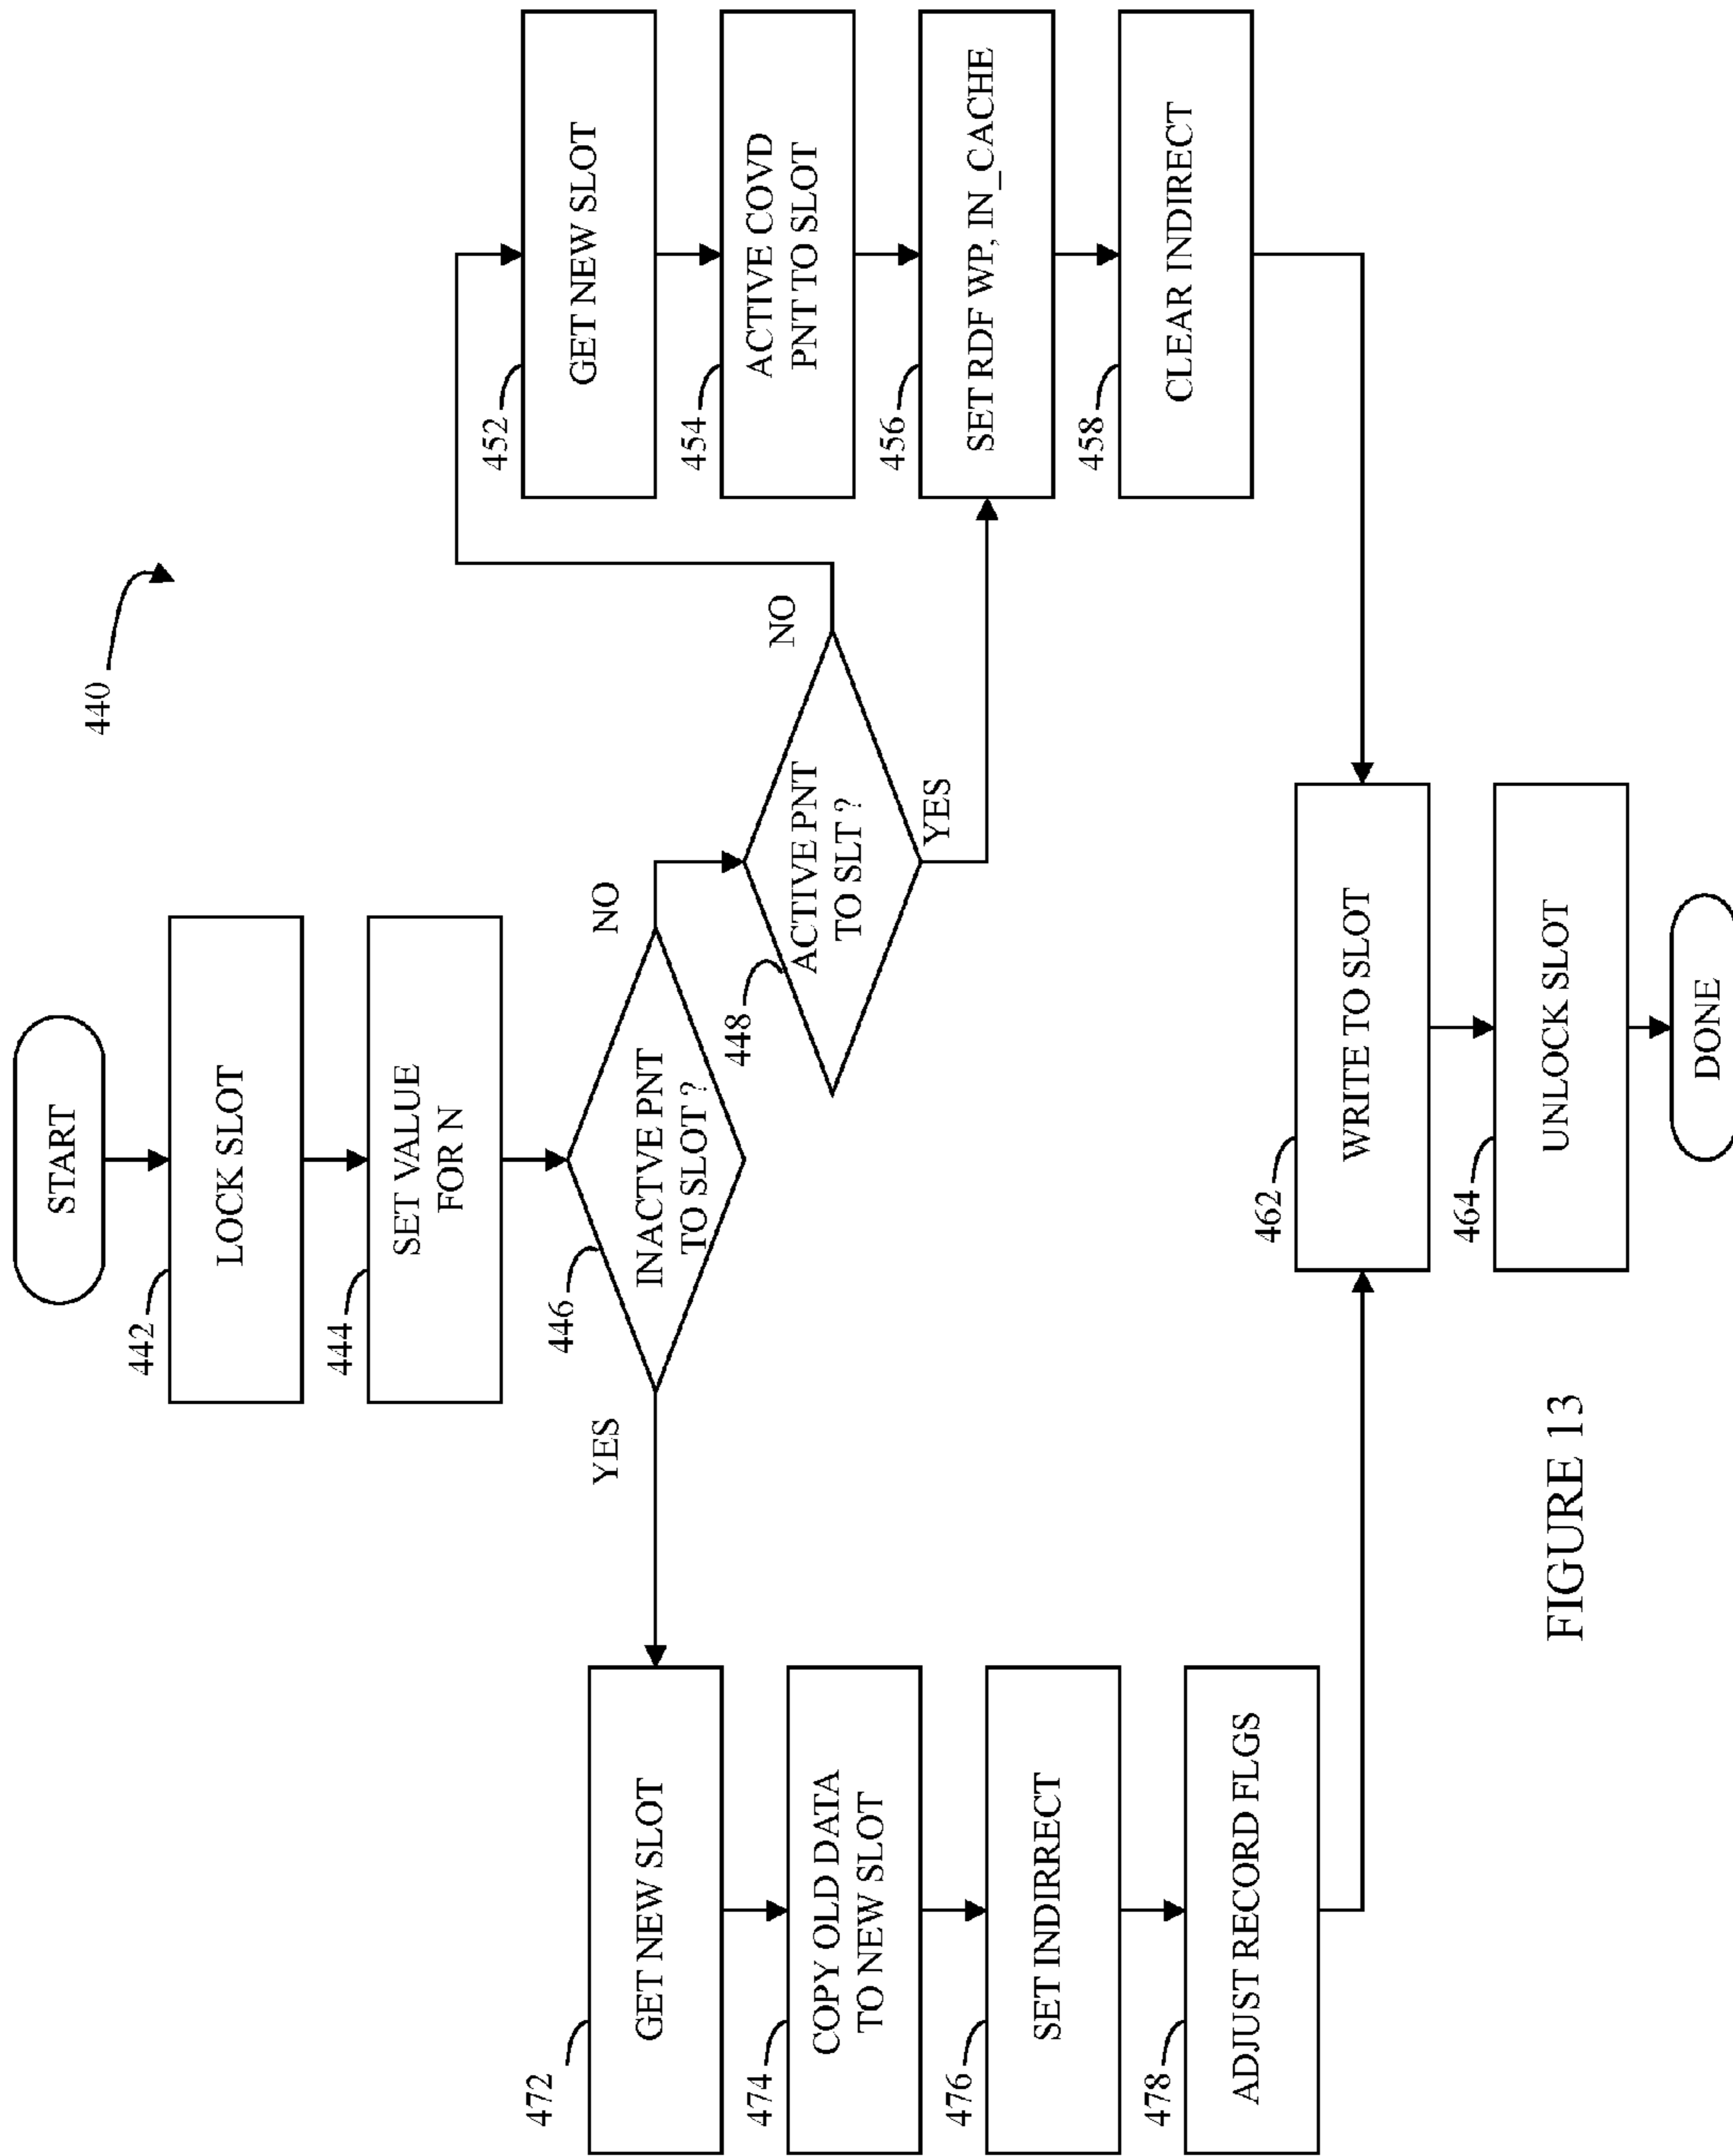 440
START
442
LOCK SLOT
444
SET VALUE
FOR N
446
INACTVE PNT
TO SLOT ?
YES
NO
448
ACTIVE PNT
TO SLT ?
NO
YES
452
GET NEW SLOT
454
ACTIVE COVD
PNT TO SLOT
456
SET RDF WP, IN_CACHE
458
CLEAR INDIRECT
472
GET NEW SLOT
474
COPY OLD DATA
TO NEW SLOT
476
SET INDIRRECT
478
ADJUST RECORD FLGS
462
WRITE TO SLOT
464
UNLOCK SLOT
DONE
FIGURE 13